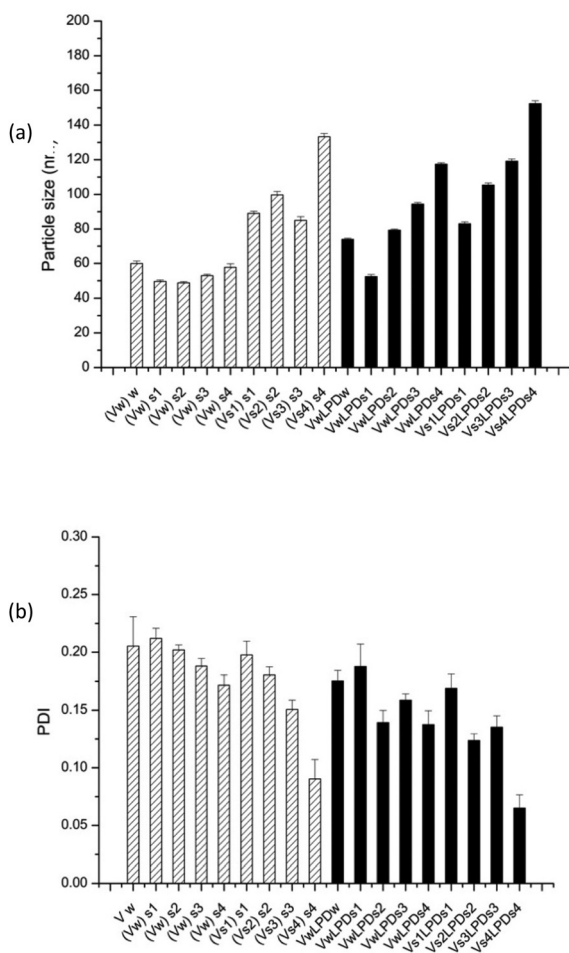 (a)
Particle size (nr..,
200
180
160
140
120
100
80
60
40
20
0
(Vw) w
(Vw) s1
(Vw) s2
(Vw) s3
(Vw) s4
(Vs1) s1
(Vs2) s2
(Vs3) s3
(Vs4) s4
VwLPDw
VwLPDs1
VwLPDs2
VwLPDs3
VwLPDs4
Vs1LPDs1
Vs2LPDs2
Vs3LPDs3
Vs4LPDs4
(b)
PDI
0.30
0.25
0.20
0.15
0.10
0.05
0.00
V w
(Vw) s1
(Vw) s2
(Vw) s3
(Vw) s4
(Vs1) s1
(Vs2) s2
(Vs3) s3
(Vs4) s4
VwLPDw
VwLPDs1
VwLPDs2
VwLPDs3
VwLPDs4
Vs1LPDs1
Vs2LPDs2
Vs3LPDs3
Vs4LPDs4